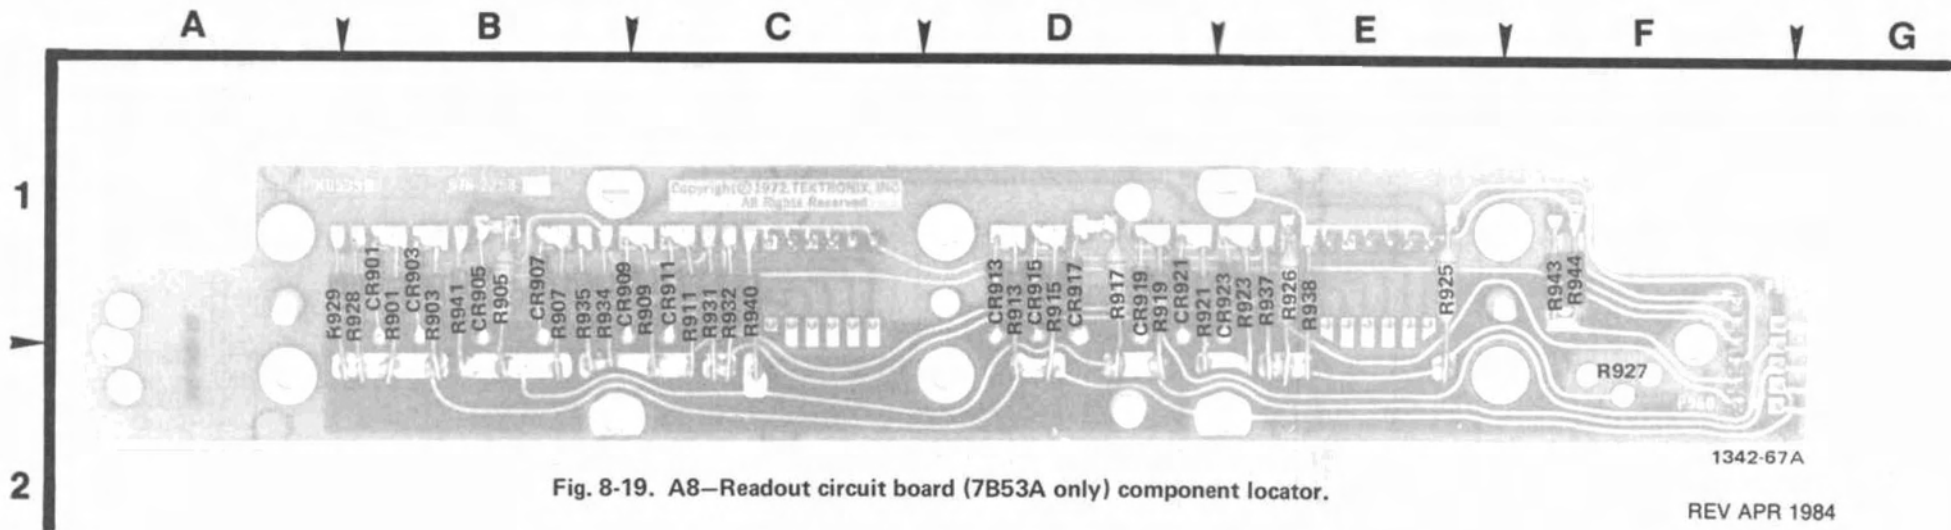 A B C D E F G
1
Copyright © 1972 TEKTRONIX, INC.
All Rights Reserved
R929
R928
CR901
R901
CR903
R903
R941
CR905
R905
CR907
R907
R935
R934
CR909
R909
CR911
R911
R931
R932
R940
CR913
R913
CR915
R915
CR917
R917
CR919
R919
CR921
R921
CR923
R923
R937
R926
R938
R925
R943
R944
R927
1342-67A
2
Fig. 8-19. A8—Readout circuit board (7B53A only) component locator.
REV APR 1984